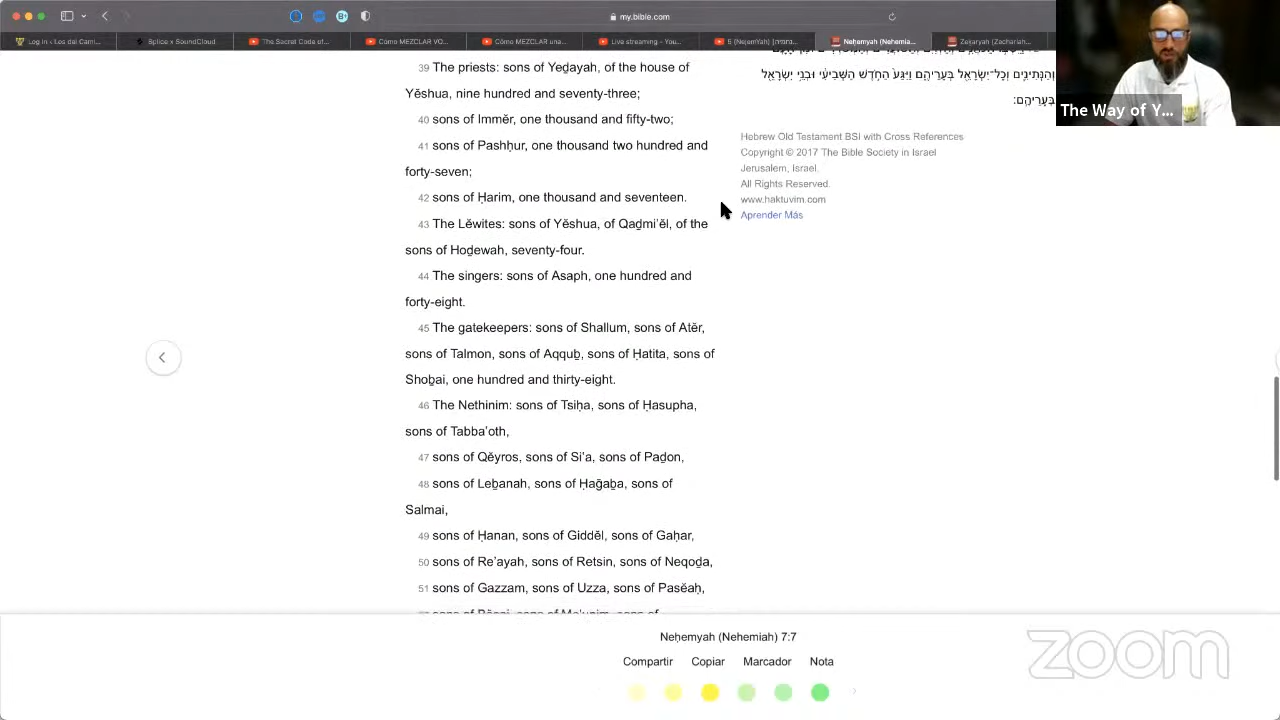 my.bible.com
Log In ‹ Los dai Cami...
Splice x SoundCloud
The Secret Code of...
Cómo MEZCLAR VO...
Cómo MEZCLAR una...
Live streaming - You...
Neḥemyah (Nehemia...
Zeḵaryah (Zechariah...
39 The priests: sons of Yeḏayah, of the house of
Yĕshua, nine hundred and seventy-three;
40 sons of Immĕr, one thousand and fifty-two;
41 sons of Pashḥur, one thousand two hundred and
forty-seven;
42 sons of Ḥarim, one thousand and seventeen.
43 The Lĕwites: sons of Yĕshua, of Qaḏmi’ĕl, of the
sons of Hoḏewah, seventy-four.
44 The singers: sons of Asaph, one hundred and
forty-eight.
45 The gatekeepers: sons of Shallum, sons of Atĕr,
sons of Talmon, sons of Aqquḇ, sons of Ḥatita, sons of
Shoḇai, one hundred and thirty-eight.
46 The Nethinim: sons of Tsiḥa, sons of Ḥasupha,
sons of Tabba’oth,
47 sons of Qĕyros, sons of Si’a, sons of Paḏon,
48 sons of Leḇanah, sons of Ḥaḡaḇa, sons of
Salmai,
49 sons of Ḥanan, sons of Giddĕl, sons of Gaḥar,
50 sons of Re’ayah, sons of Retsin, sons of Neqoḏa,
51 sons of Gazzam, sons of Uzza, sons of Pasĕaḥ,
וְהַנְּתִינִ֥ים וְכׇל־יִשְׂרָאֵ֖ל בְּעָרֵיהֶ֑ם וַיִּגַּע֙ הַחֹ֣דֶשׁ הַשְּׁבִיעִ֔י וּבְנֵ֥י יִשְׂרָאֵ֖ל
בְּעָרֵיהֶֽם׃
Hebrew Old Testament BSI with Cross References
Copyright © 2017 The Bible Society in Israel
Jerusalem, Israel.
All Rights Reserved.
www.haktuvim.com
Aprender Más
The Way of Y...
Neḥemyah (Nehemiah) 7:7
Compartir Copiar Marcador Nota
zoom